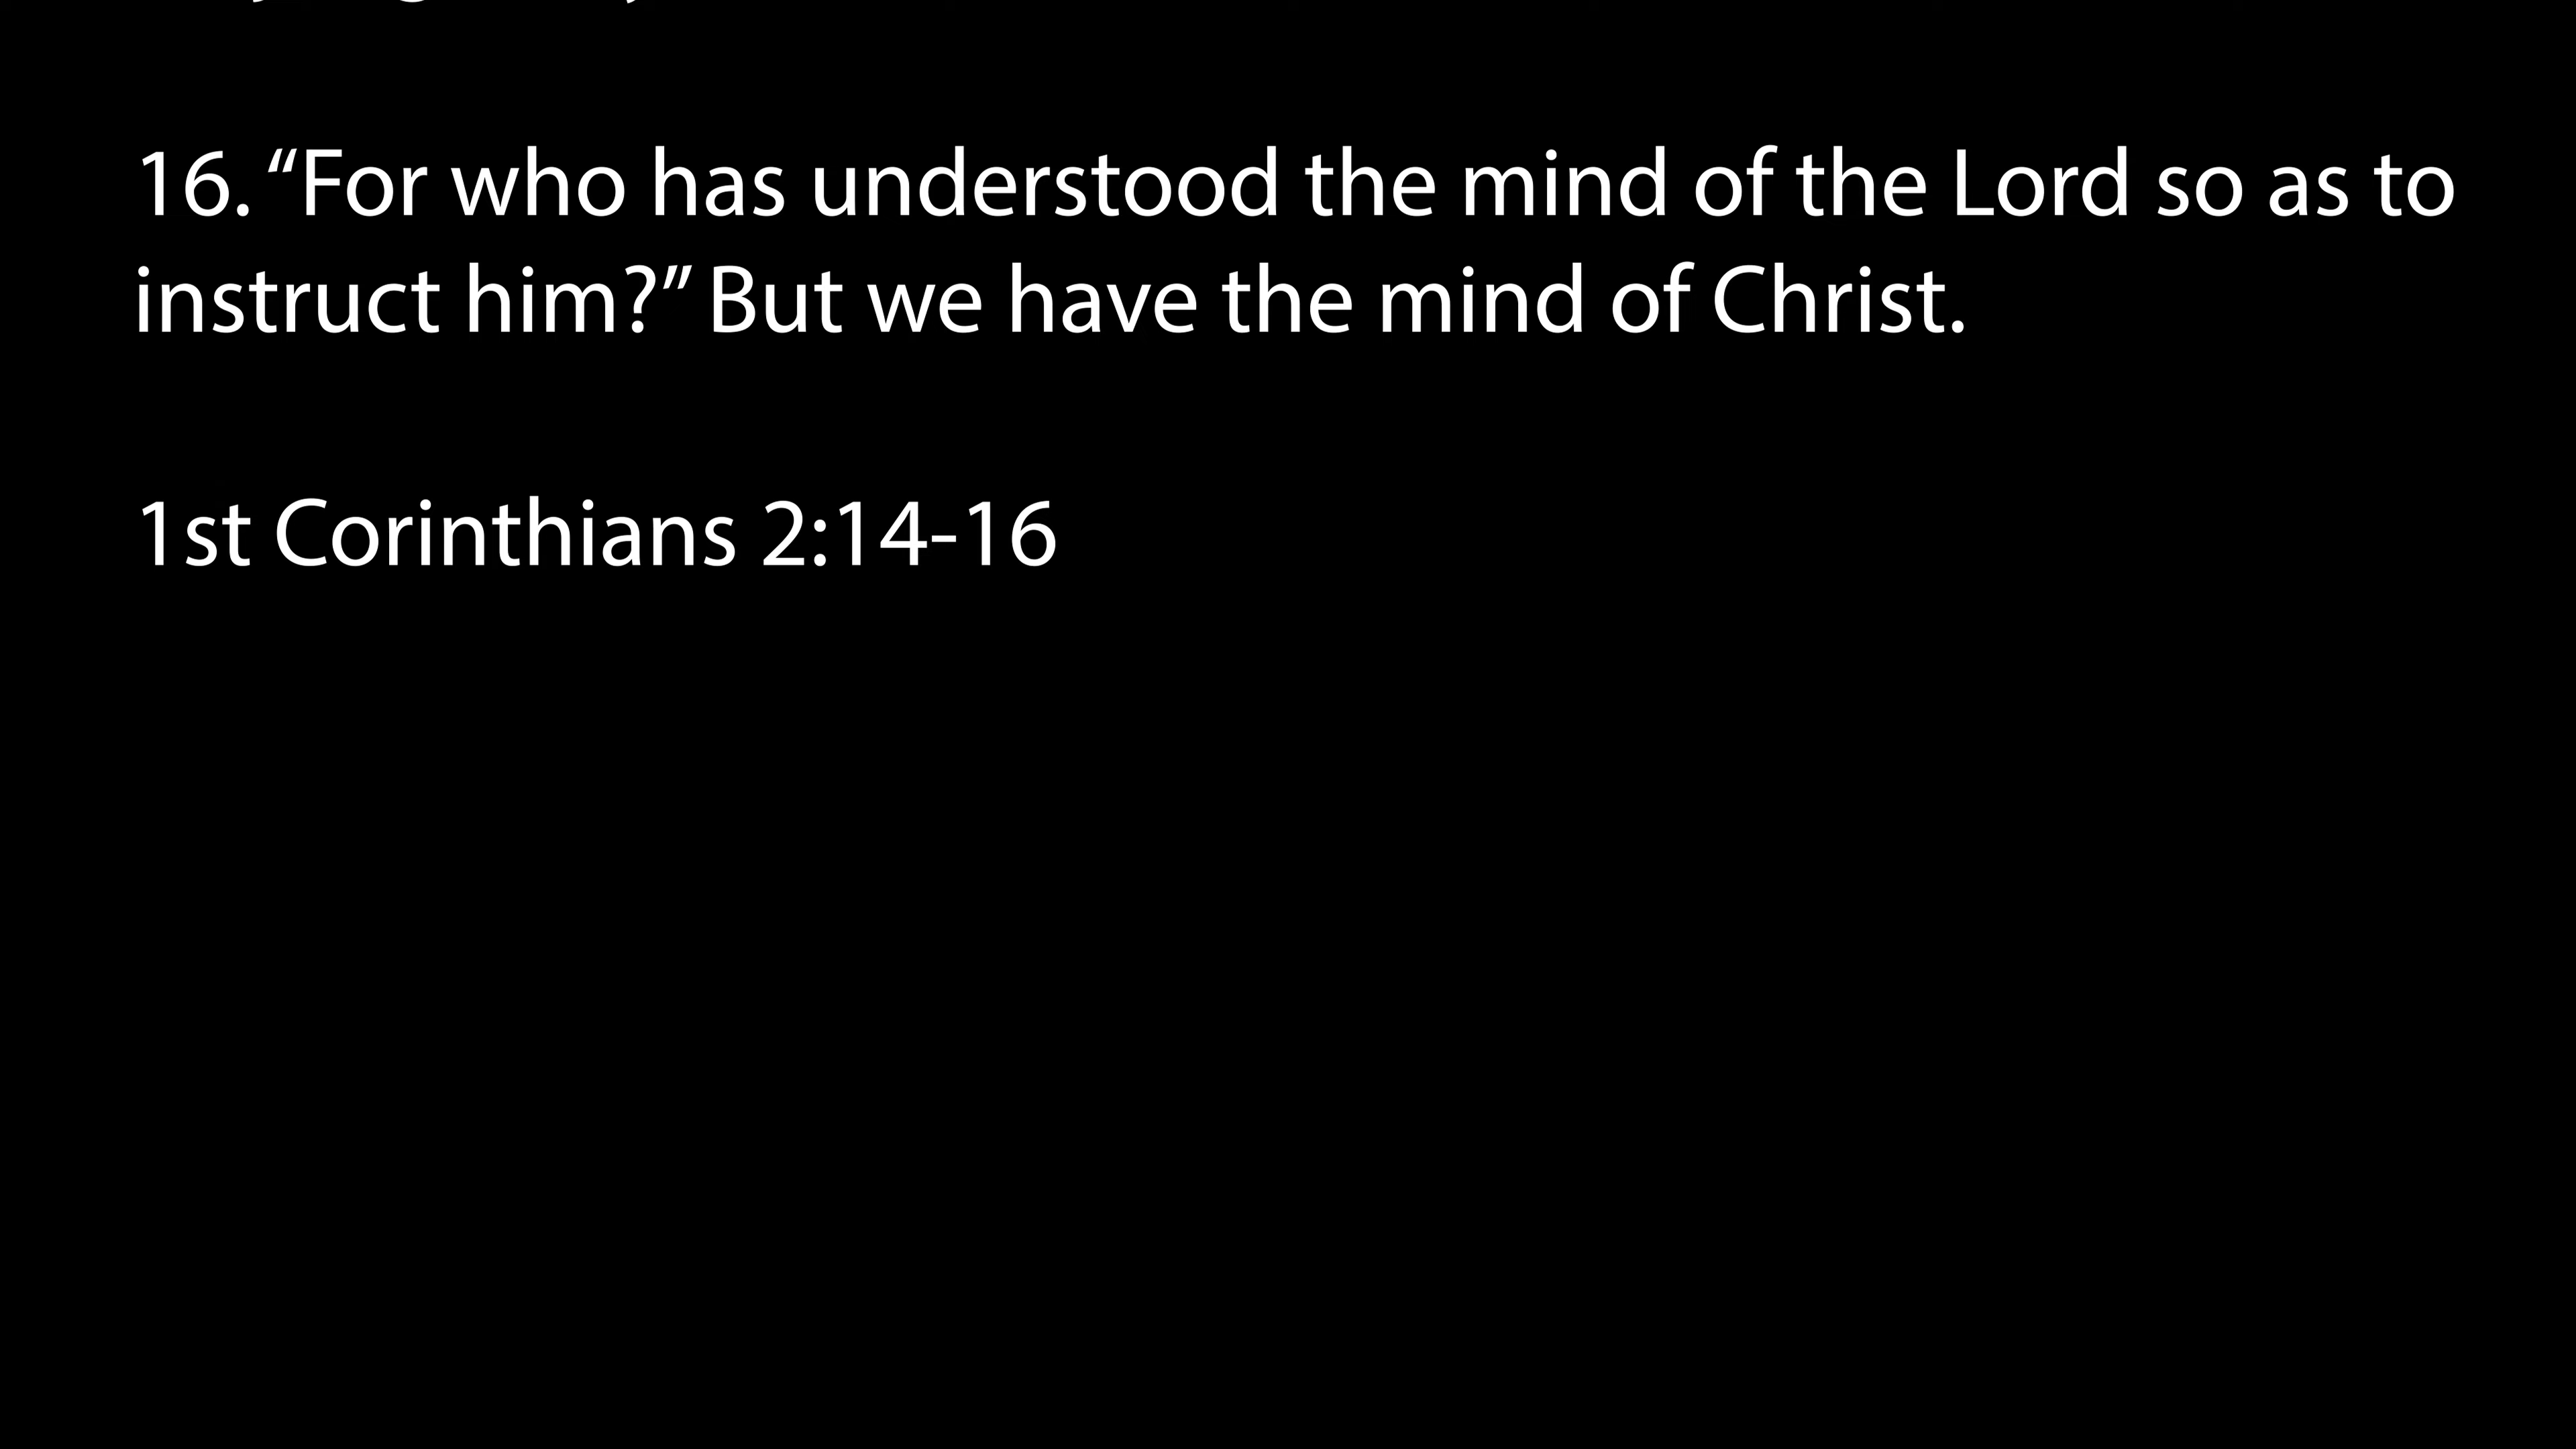 16. “For who has understood the mind of the Lord so as to
instruct him?” But we have the mind of Christ.
1st Corinthians 2:14-16